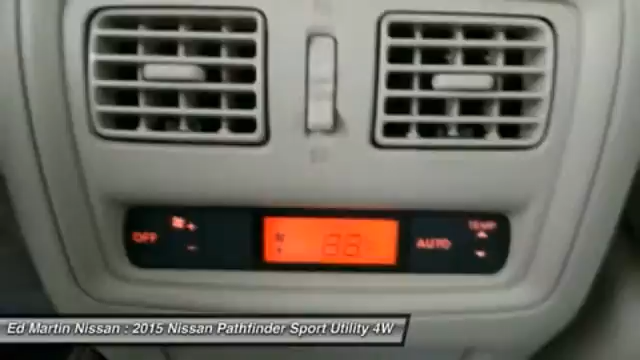 TEMP
OFF
+
AUTO
-
Ed Martin Nissan : 2015 Nissan Pathfinder Sport Utility 4W